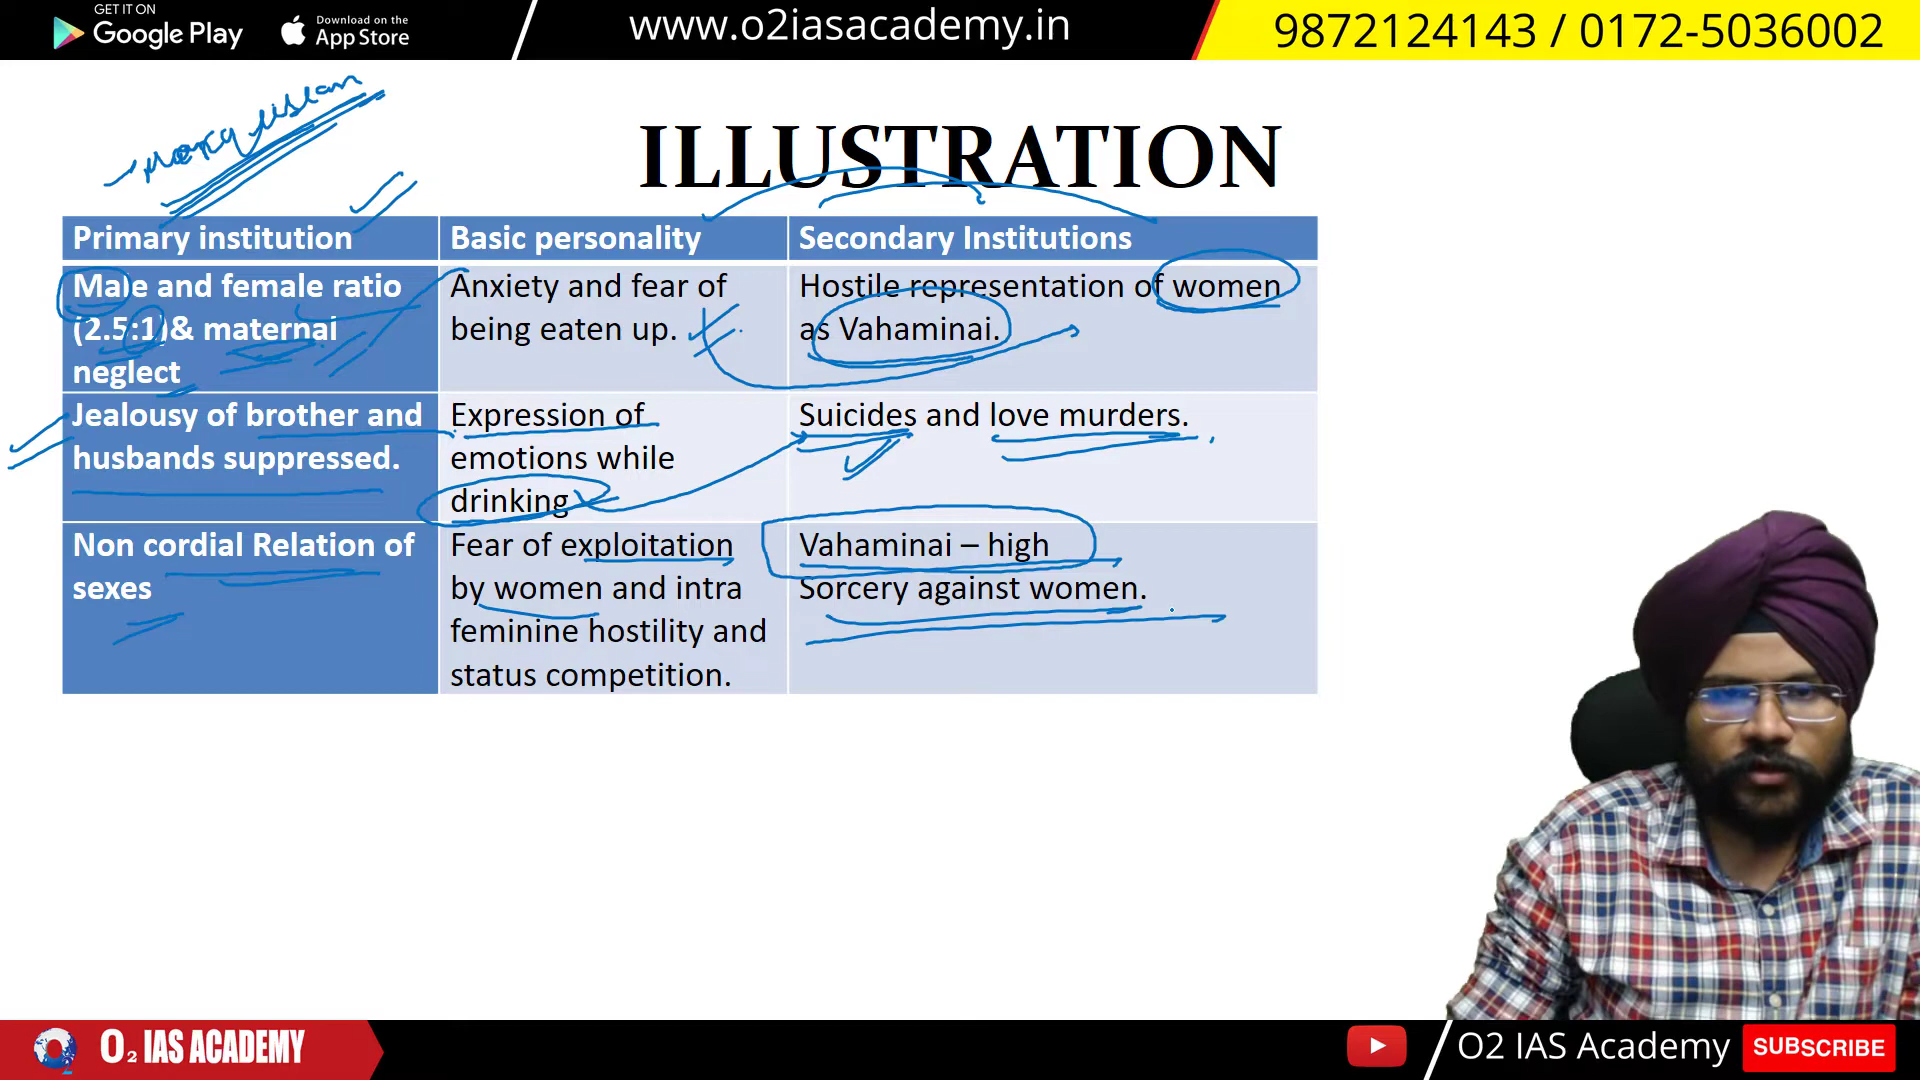 GET IT ON
Google Play
Download on the
App Store
www.o2iasacademy.in
9872124143 / 0172-5036002
ILLUSTRATION
Primary institution
Basic personality
Secondary Institutions
Male and female ratio
(2.5:1)& maternal
neglect
Anxiety and fear of
being eaten up.
Hostile representation of women
as Vahaminai.
Jealousy of brother and
husbands suppressed.
Expression of
emotions while
drinking
Suicides and love murders.
Non cordial Relation of
sexes
Fear of exploitation
by women and intra
feminine hostility and
status competition.
Vahaminai – high
Sorcery against women.
O2 IAS ACADEMY
O2 IAS Academy
SUBSCRIBE